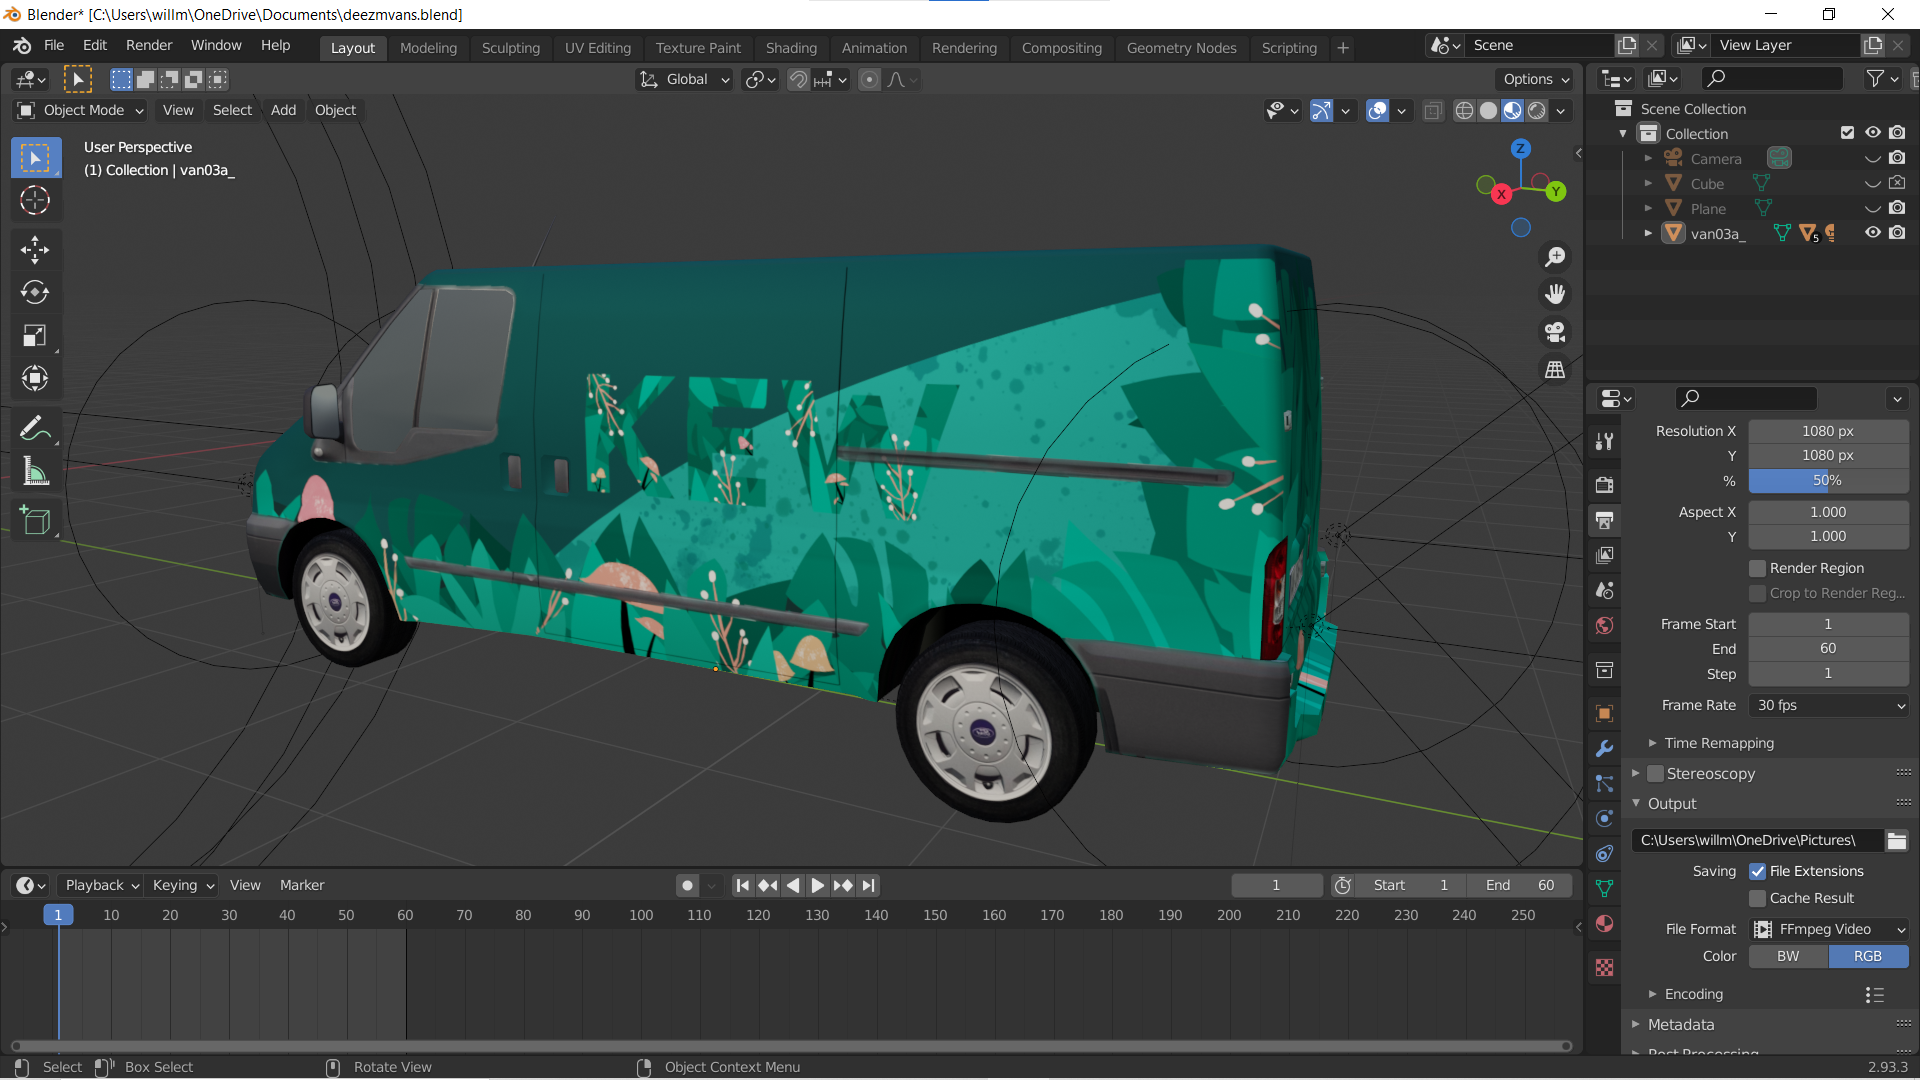 Blender* [C:\Users\willm\OneDrive\Documents\deezmvans.blend]
File Edit Render Window Help
Layout Modeling Sculpting UV Editing Texture Paint Shading Animation Rendering Compositing Geometry Nodes Scripting +
Scene View Layer
Global Options
Object Mode View Select Add Object
User Perspective
(1) Collection | van03a_
Z
X
Y
KEW
Scene Collection
Collection
Camera
Cube
Plane
van03a_ 5
Resolution X 1080 px
Y 1080 px
% 50%
Aspect X 1.000
Y 1.000
Render Region
Crop to Render Reg...
Frame Start 1
End 60
Step 1
Frame Rate 30 fps
Time Remapping
Stereoscopy
Output
C:\Users\willm\OneDrive\Pictures\
Saving File Extensions
Cache Result
File Format FFmpeg Video
Color BW RGB
Encoding
Metadata
Post Processing
Playback Keying View Marker 1 Start 1 End 60
1 10 20 30 40 50 60 70 80 90 100 110 120 130 140 150 160 170 180 190 200 210 220 230 240 250
Select Box Select Rotate View Object Context Menu 2.93.3